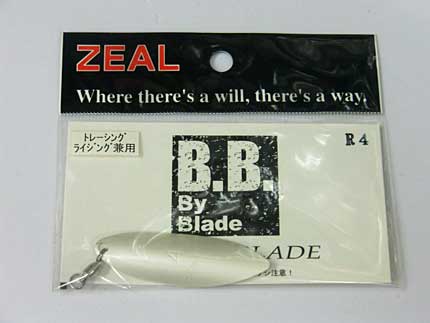 ZEAL
Where there's a will, there's a way.
トレーシング
ライジング兼用
R4
B.B.
By
Blade
LADE
注意!